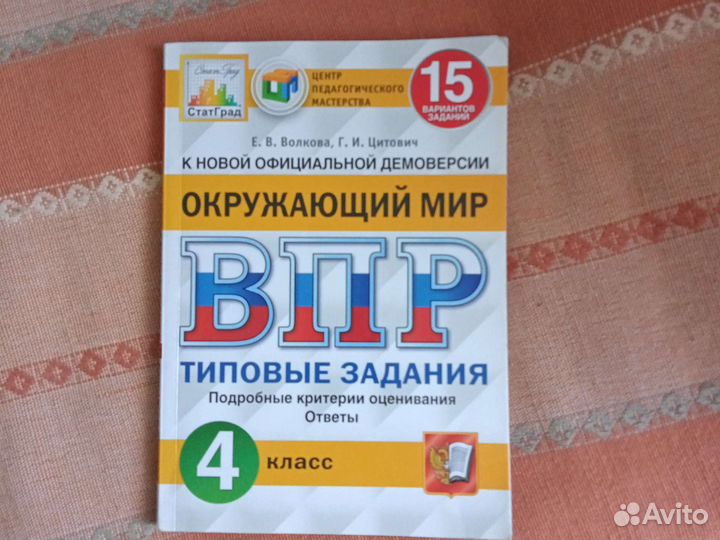 СтатГрад
СтатГрад
ЦЕНТР
ПЕДАГОГИЧЕСКОГО
МАСТЕРСТВА
15
ВАРИАНТОВ
ЗАДАНИЙ
Е. В. Волкова, Г. И. Цитович
К НОВОЙ ОФИЦИАЛЬНОЙ ДЕМОВЕРСИИ
ОКРУЖАЮЩИЙ МИР
ВПР
ТИПОВЫЕ ЗАДАНИЯ
Подробные критерии оценивания
Ответы
4 класс
Avito